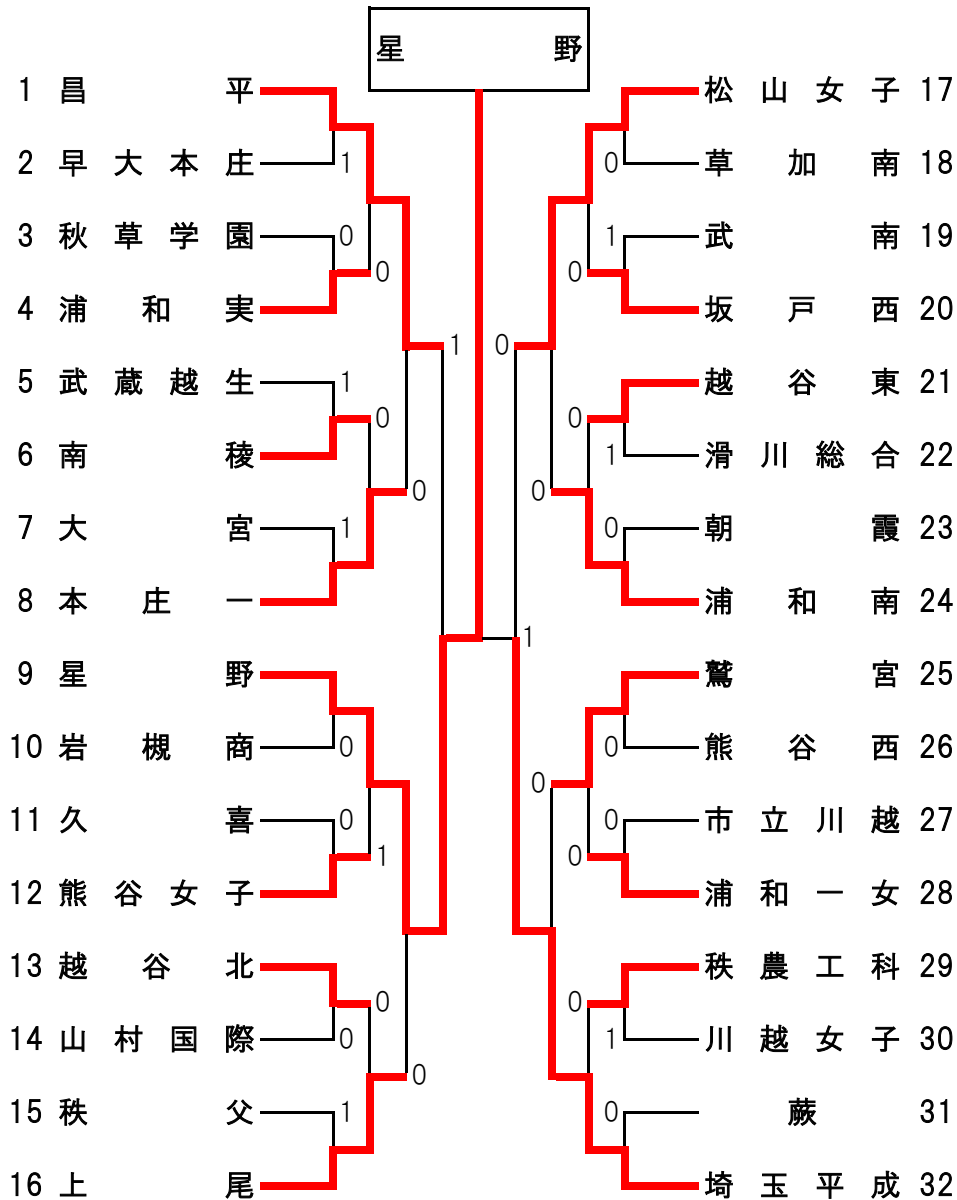 星野
1 昌平 松山女子 17
2 早大本庄 1 0 草加南 18
3 秋草学園 0 1 武南 19
0 0
4 浦和実 坂戸西 20
1 0
5 武蔵越生 1 越谷東 21
0 0
6 南稜 1 滑川総合 22
0 0
7 大宮 1 0 朝霞 23
8 本庄一 浦和南 24
1
9 星野 鷲宮 25
10 岩槻商 0 0 熊谷西 26
0
11 久喜 0 0 市立川越 27
1 0
12 熊谷女子 浦和一女 28
13 越谷北 秩農工科 29
0 0
14 山村国際 0 1 川越女子 30
0
15 秩父 1 0 蕨 31
16 上尾 埼玉平成 32